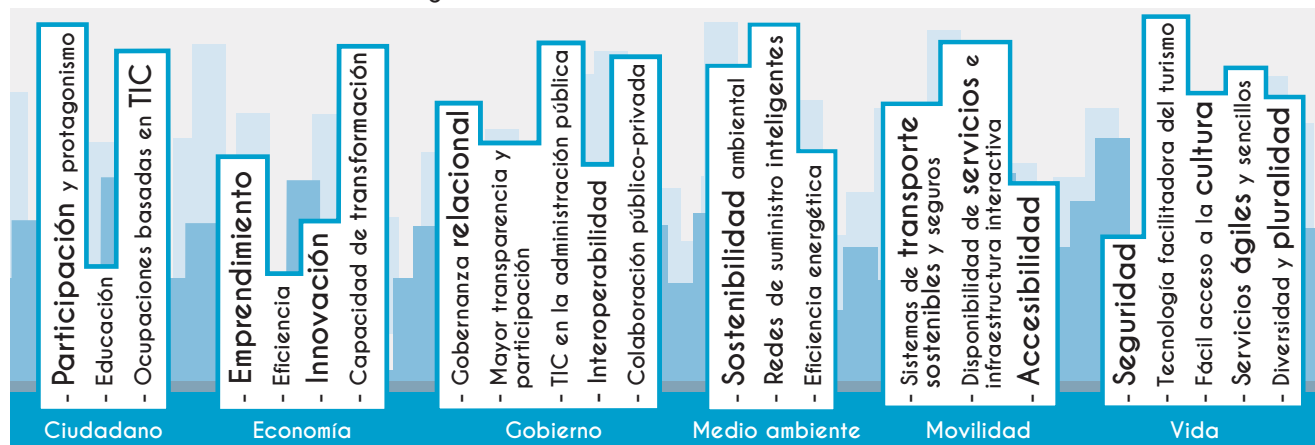 - Participación y protagonismo
- Educación
- Ocupaciones basadas en TIC
Ciudadano
- Emprendimiento
- Eficiencia
- Innovación
- Capacidad de transformación
Economía
- Gobernanza relacional
- Mayor transparencia y
participación
- TIC en la administración pública
- Interoperabilidad
- Colaboración público-privada
Gobierno
- Sostenibilidad ambiental
- Redes de suministro inteligentes
- Eficiencia energética
Medio ambiente
- Sistemas de transporte
sostenibles y seguros
- Disponibilidad de servicios e
infraestructura interactiva
- Accesibilidad
Movilidad
- Seguridad
- Tecnología facilitadora del turismo
- Fácil acceso a la cultura
- Servicios ágiles y sencillos
- Diversidad y pluralidad
Vida